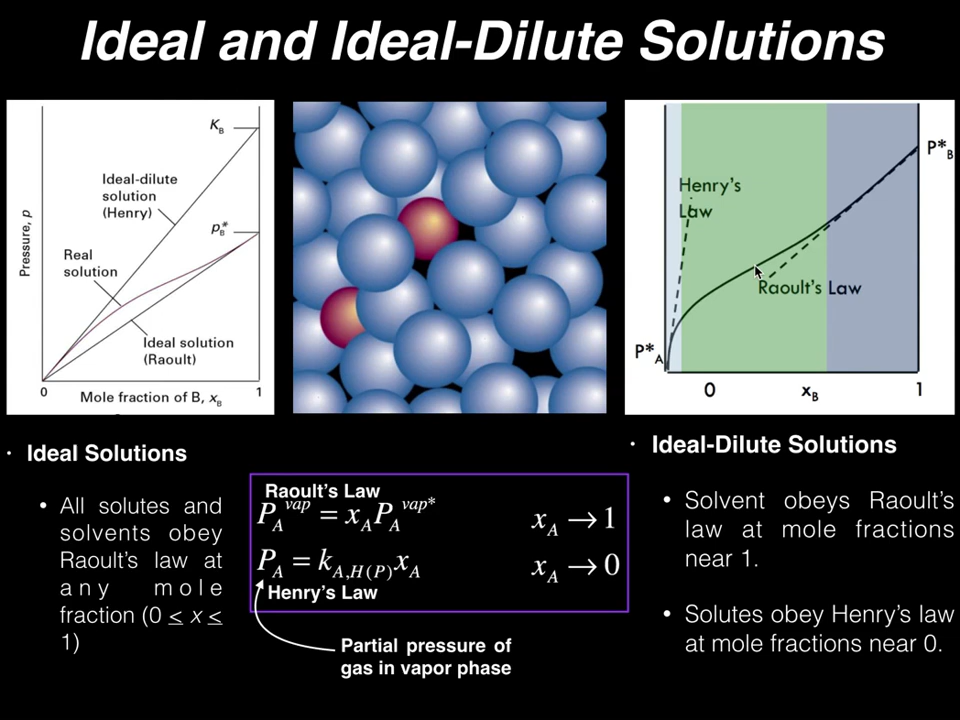 Ideal and Ideal-Dilute Solutions
K_B
Ideal-dilute
solution
(Henry)
p_B*
Real
solution
Ideal solution
(Raoult)
Pressure, p
0
1
Mole fraction of B, x_B
Henry's
Law
P*_B
Raoult's Law
P*_A
0
x_B
1
• Ideal Solutions
• All solutes and
solvents obey
Raoult's law at
any mole
fraction (0 < x <
1)
Raoult's Law
P_A^vap = x_A P_A^vap* x_A → 1
P_A = k_A,H(P) x_A x_A → 0
Henry's Law
Partial pressure of
gas in vapor phase
• Ideal-Dilute Solutions
• Solvent obeys Raoult's
law at mole fractions
near 1.
• Solutes obey Henry's law
at mole fractions near 0.